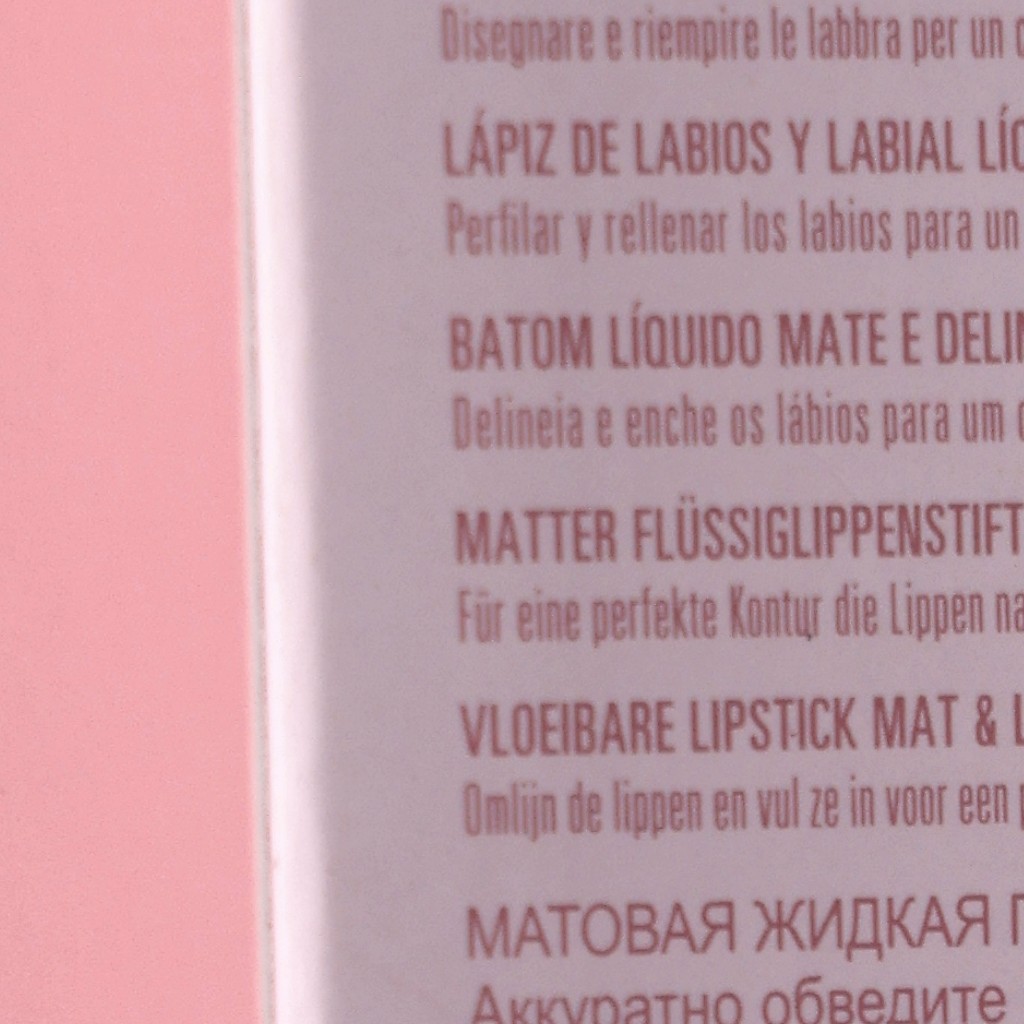 Disegnare e riempire le labbra per un
LÁPIZ DE LABIOS Y LABIAL
Perfilar y rellenar los labios para un
BATOM LÍQUIDO MATE E
Delineia e enche os lábios para um
MATTER FLÜSSIGLIPPENSTIFT
Für eine perfekte Kontur die Lippen
VLOEIBARE LIPSTICK MAT &
Omlijn de lippen en vul ze in voor een
МАТОВАЯ ЖИДКАЯ
Аккуратно обведите